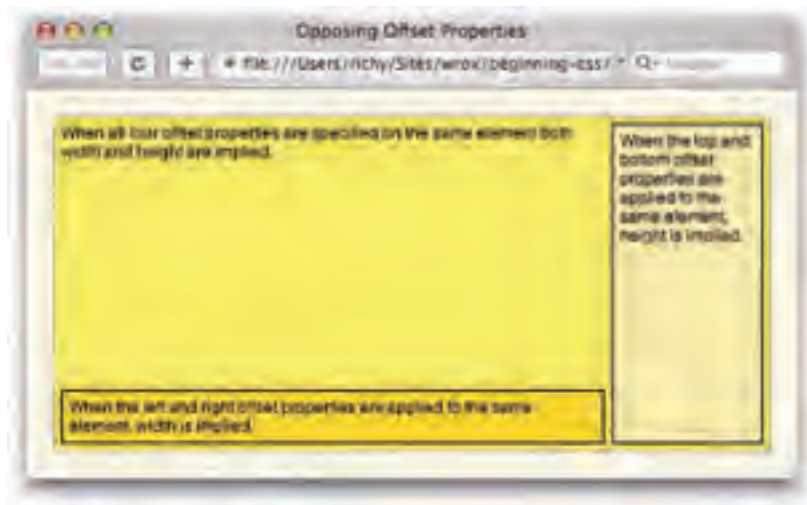 Opposing Offset Properties
file:///Users/richy/Sites/wrox/beginning-css/
When all four offset properties are specified on the same element both
width and height are implied.
When the top and
bottom offset
properties are
applied to the
same element,
height is implied.
When the left and right offset properties are applied to the same
element, width is implied.